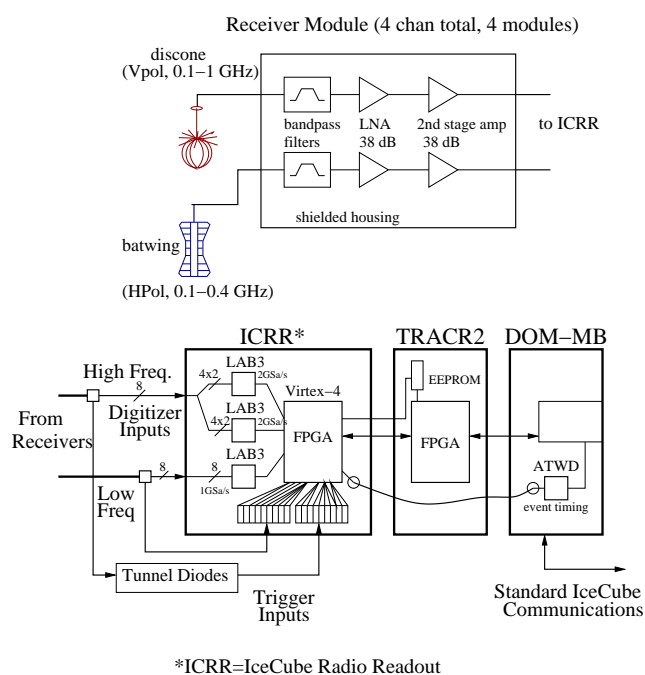 Receiver Module (4 chan total, 4 modules)
discone
(Vpol, 0.1−1 GHz)
bandpass
filters
LNA
38 dB
2nd stage amp
38 dB
to ICRR
shielded housing
batwing
(HPol, 0.1−0.4 GHz)
ICRR*
TRACR2
DOM−MB
High Freq.
8
Digitizer
Inputs
From
Receivers
Low
Freq
8
4x2
LAB3
2GSa/s
4x2
LAB3
2GSa/s
8
LAB3
1GSa/s
Virtex−4
FPGA
EEPROM
FPGA
ATWD
event timing
Tunnel Diodes
Trigger
Inputs
Standard IceCube
Communications
*ICRR=IceCube Radio Readout